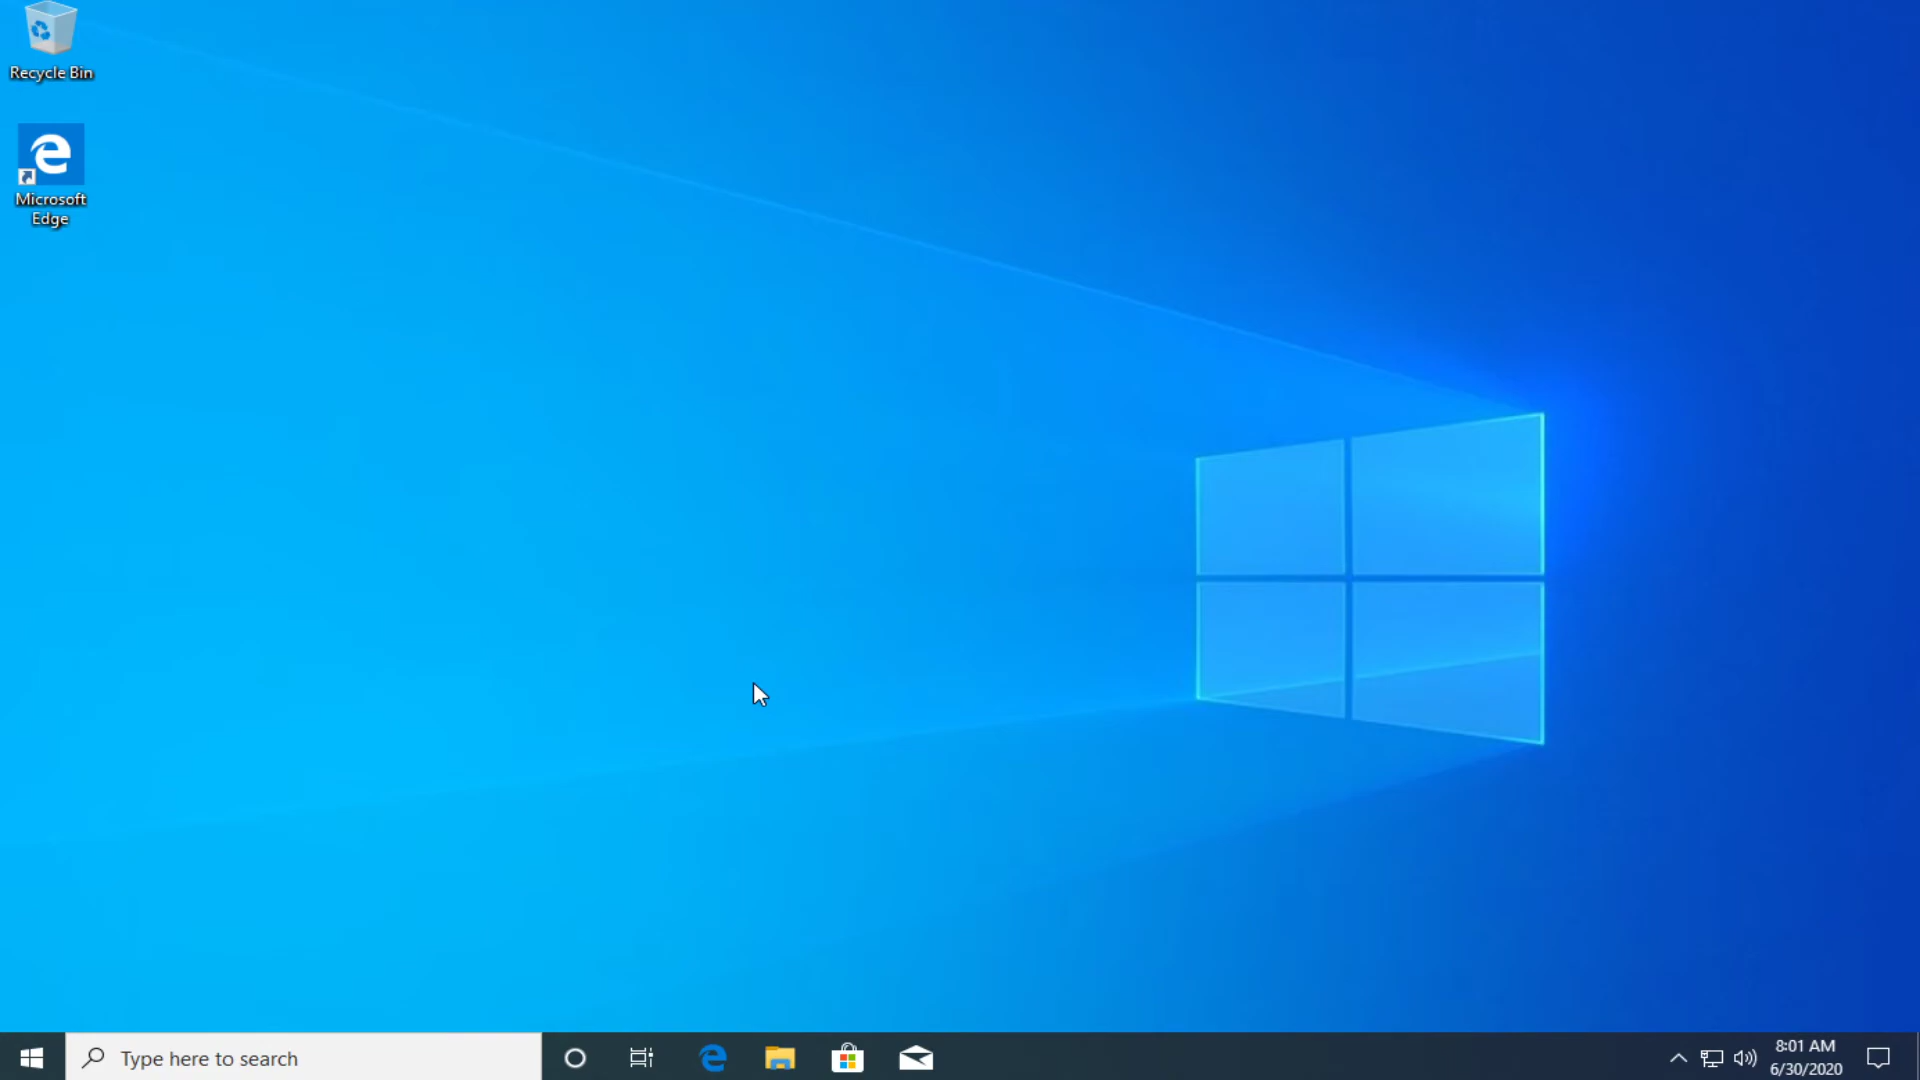 Recycle Bin
Microsoft
Edge
Type here to search
8:01 AM
6/30/2020